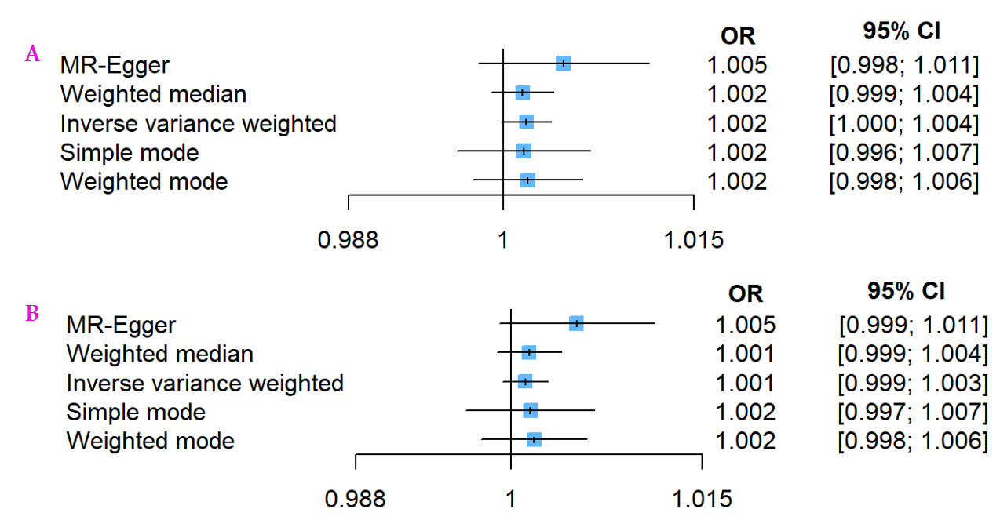 OR 95% CI
A
MR-Egger 1.005 [0.998; 1.011]
Weighted median 1.002 [0.999; 1.004]
Inverse variance weighted 1.002 [1.000; 1.004]
Simple mode 1.002 [0.996; 1.007]
Weighted mode 1.002 [0.998; 1.006]
0.988 1 1.015
OR 95% CI
B
MR-Egger 1.005 [0.999; 1.011]
Weighted median 1.001 [0.999; 1.004]
Inverse variance weighted 1.001 [0.999; 1.003]
Simple mode 1.002 [0.997; 1.007]
Weighted mode 1.002 [0.998; 1.006]
0.988 1 1.015